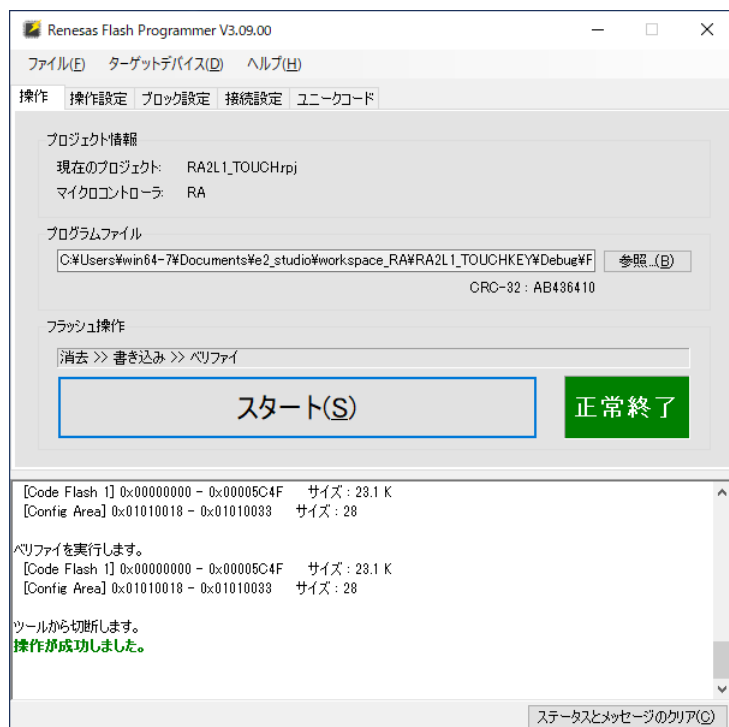 Renesas Flash Programmer V3.09.00
ファイル(F) ターゲットデバイス(D) ヘルプ(H)
操作 操作設定 ブロック設定 接続設定 ユニークコード
プロジェクト情報
現在のプロジェクト: RA2L1_TOUCH.rpj
マイクロコントローラ: RA
プログラムファイル
C:¥Users¥win64-7¥Documents¥e2_studio¥workspace_RA¥RA2L1_TOUCHKEY¥Debug¥F 参照...(B)
CRC-32 : AB436410
フラッシュ操作
消去 >> 書き込み >> ベリファイ
スタート(S) 正常終了
[Code Flash 1] 0x00000000 - 0x00005C4F サイズ : 23.1 K
[Config Area] 0x01010018 - 0x01010033 サイズ : 28
ベリファイを実行します。
[Code Flash 1] 0x00000000 - 0x00005C4F サイズ : 23.1 K
[Config Area] 0x01010018 - 0x01010033 サイズ : 28
ツールから切断します。
操作が成功しました。
ステータスとメッセージのクリア(C)